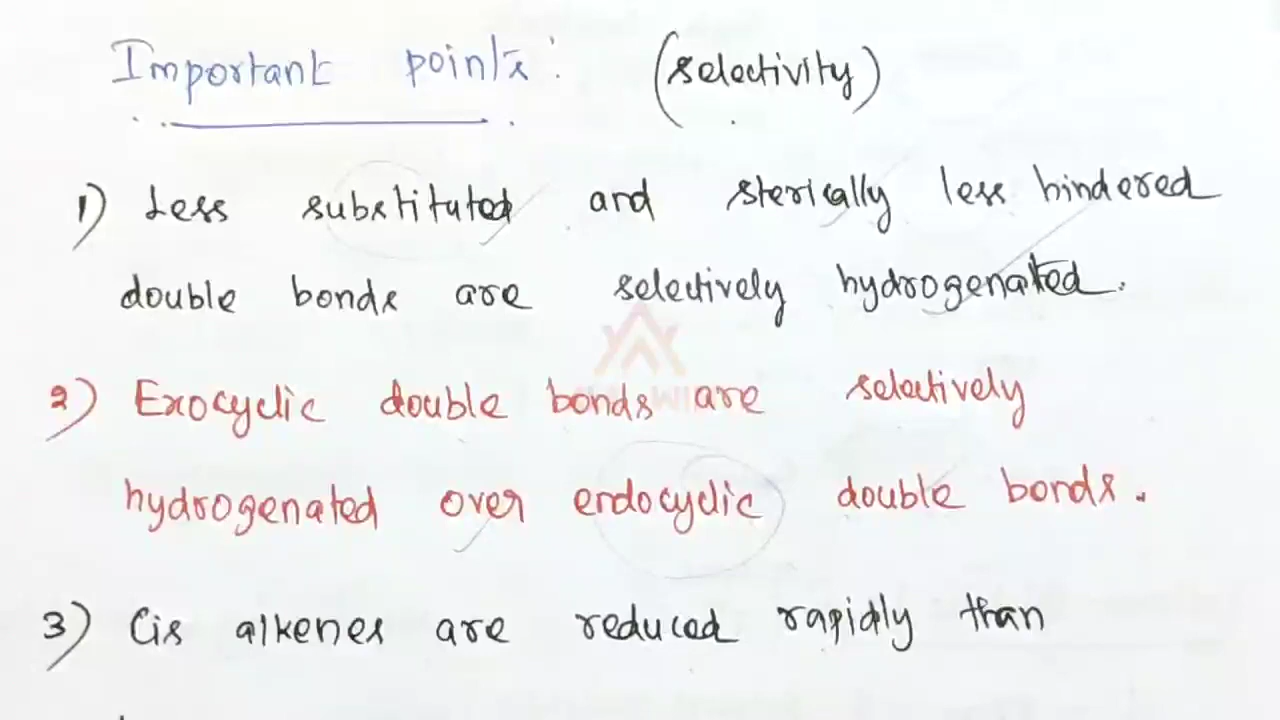 Important points: (selectivity)
1) Less substituted and sterically less hindered
double bonds are selectively hydrogenated.
2) Exocyclic double bonds are selectively
hydrogenated over endocyclic double bonds.
3) Cis alkenes are reduced rapidly than